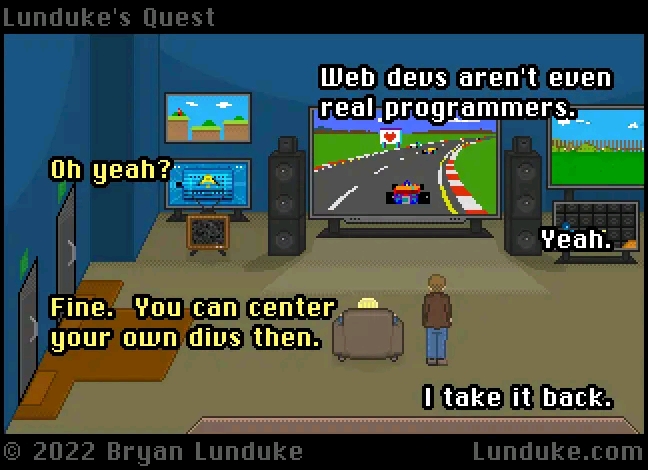 Lunduke's Quest
Web devs aren't even
real programmers.
Oh yeah?
Yeah.
Fine.  You can center
your own divs then.
I take it back.
© 2022 Bryan Lunduke
Lunduke.com